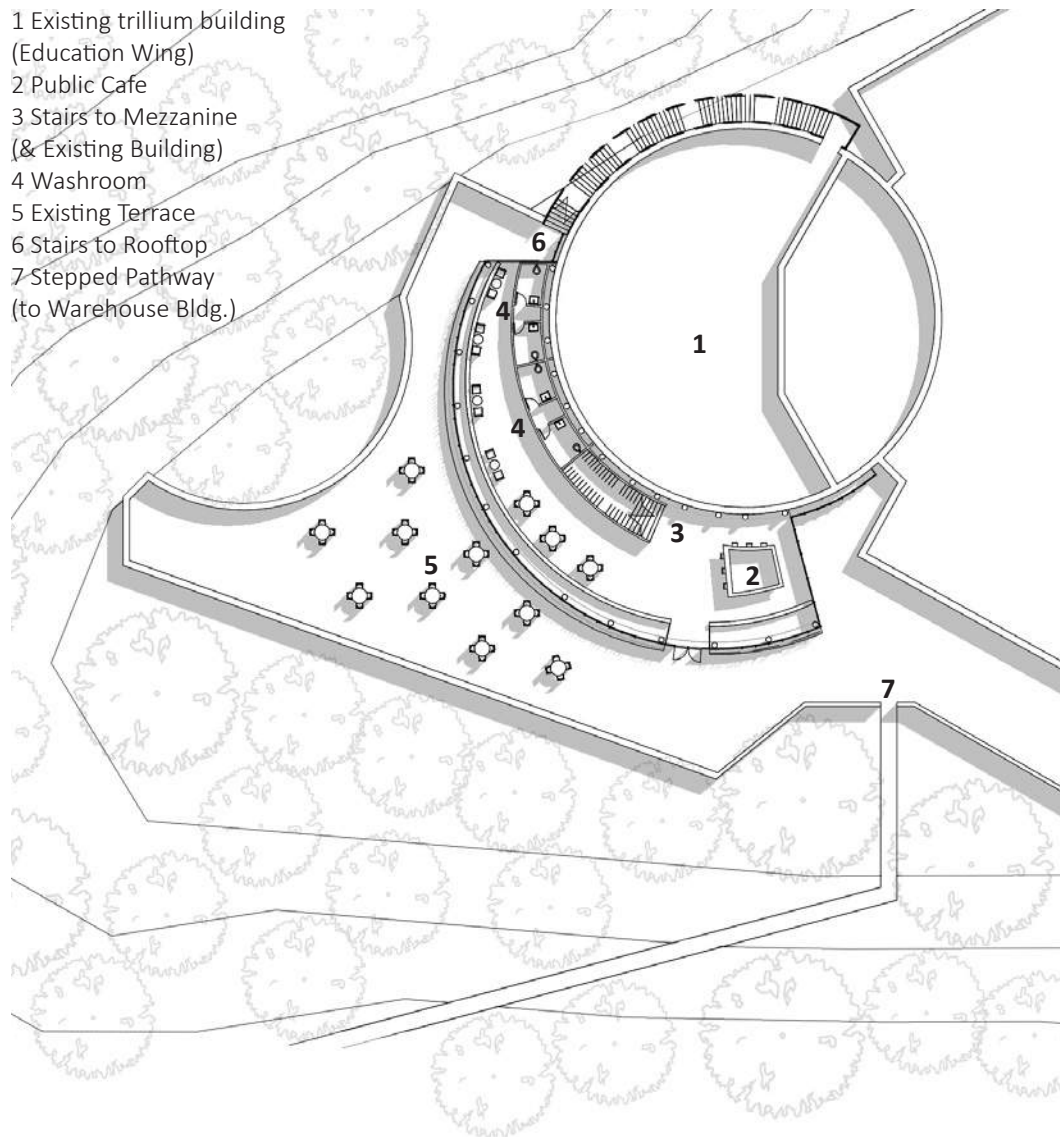 1 Existing trillium building
(Education Wing)
2 Public Cafe
3 Stairs to Mezzanine
(& Existing Building)
4 Washroom
5 Existing Terrace
6 Stairs to Rooftop
7 Stepped Pathway
(to Warehouse Bldg.)
6
4
1
4
3
5
2
7